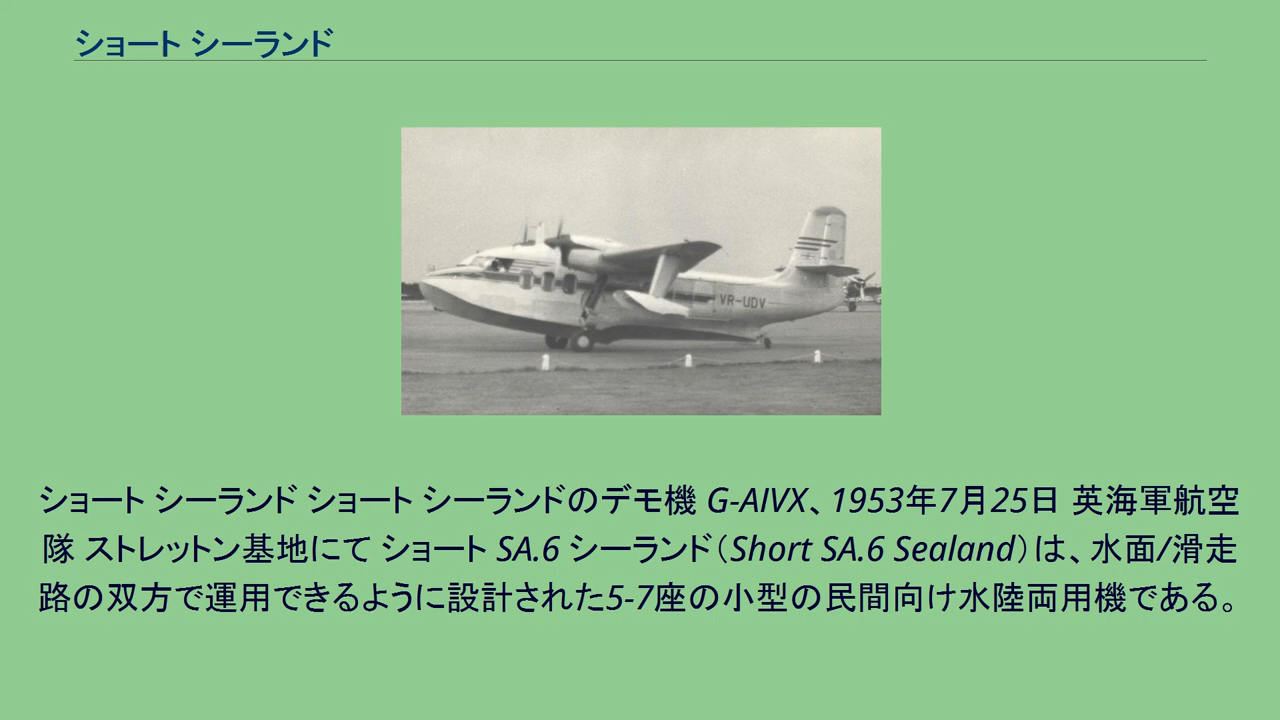 ショート シーランド
VR-UDV
ショート シーランド ショート シーランドのデモ機 G-AIVX、1953年7月25日 英海軍航空
隊 ストレットン基地にて ショート SA.6 シーランド（Short SA.6 Sealand）は、水面/滑走
路の双方で運用できるように設計された5-7座の小型の民間向け水陸両用機である。